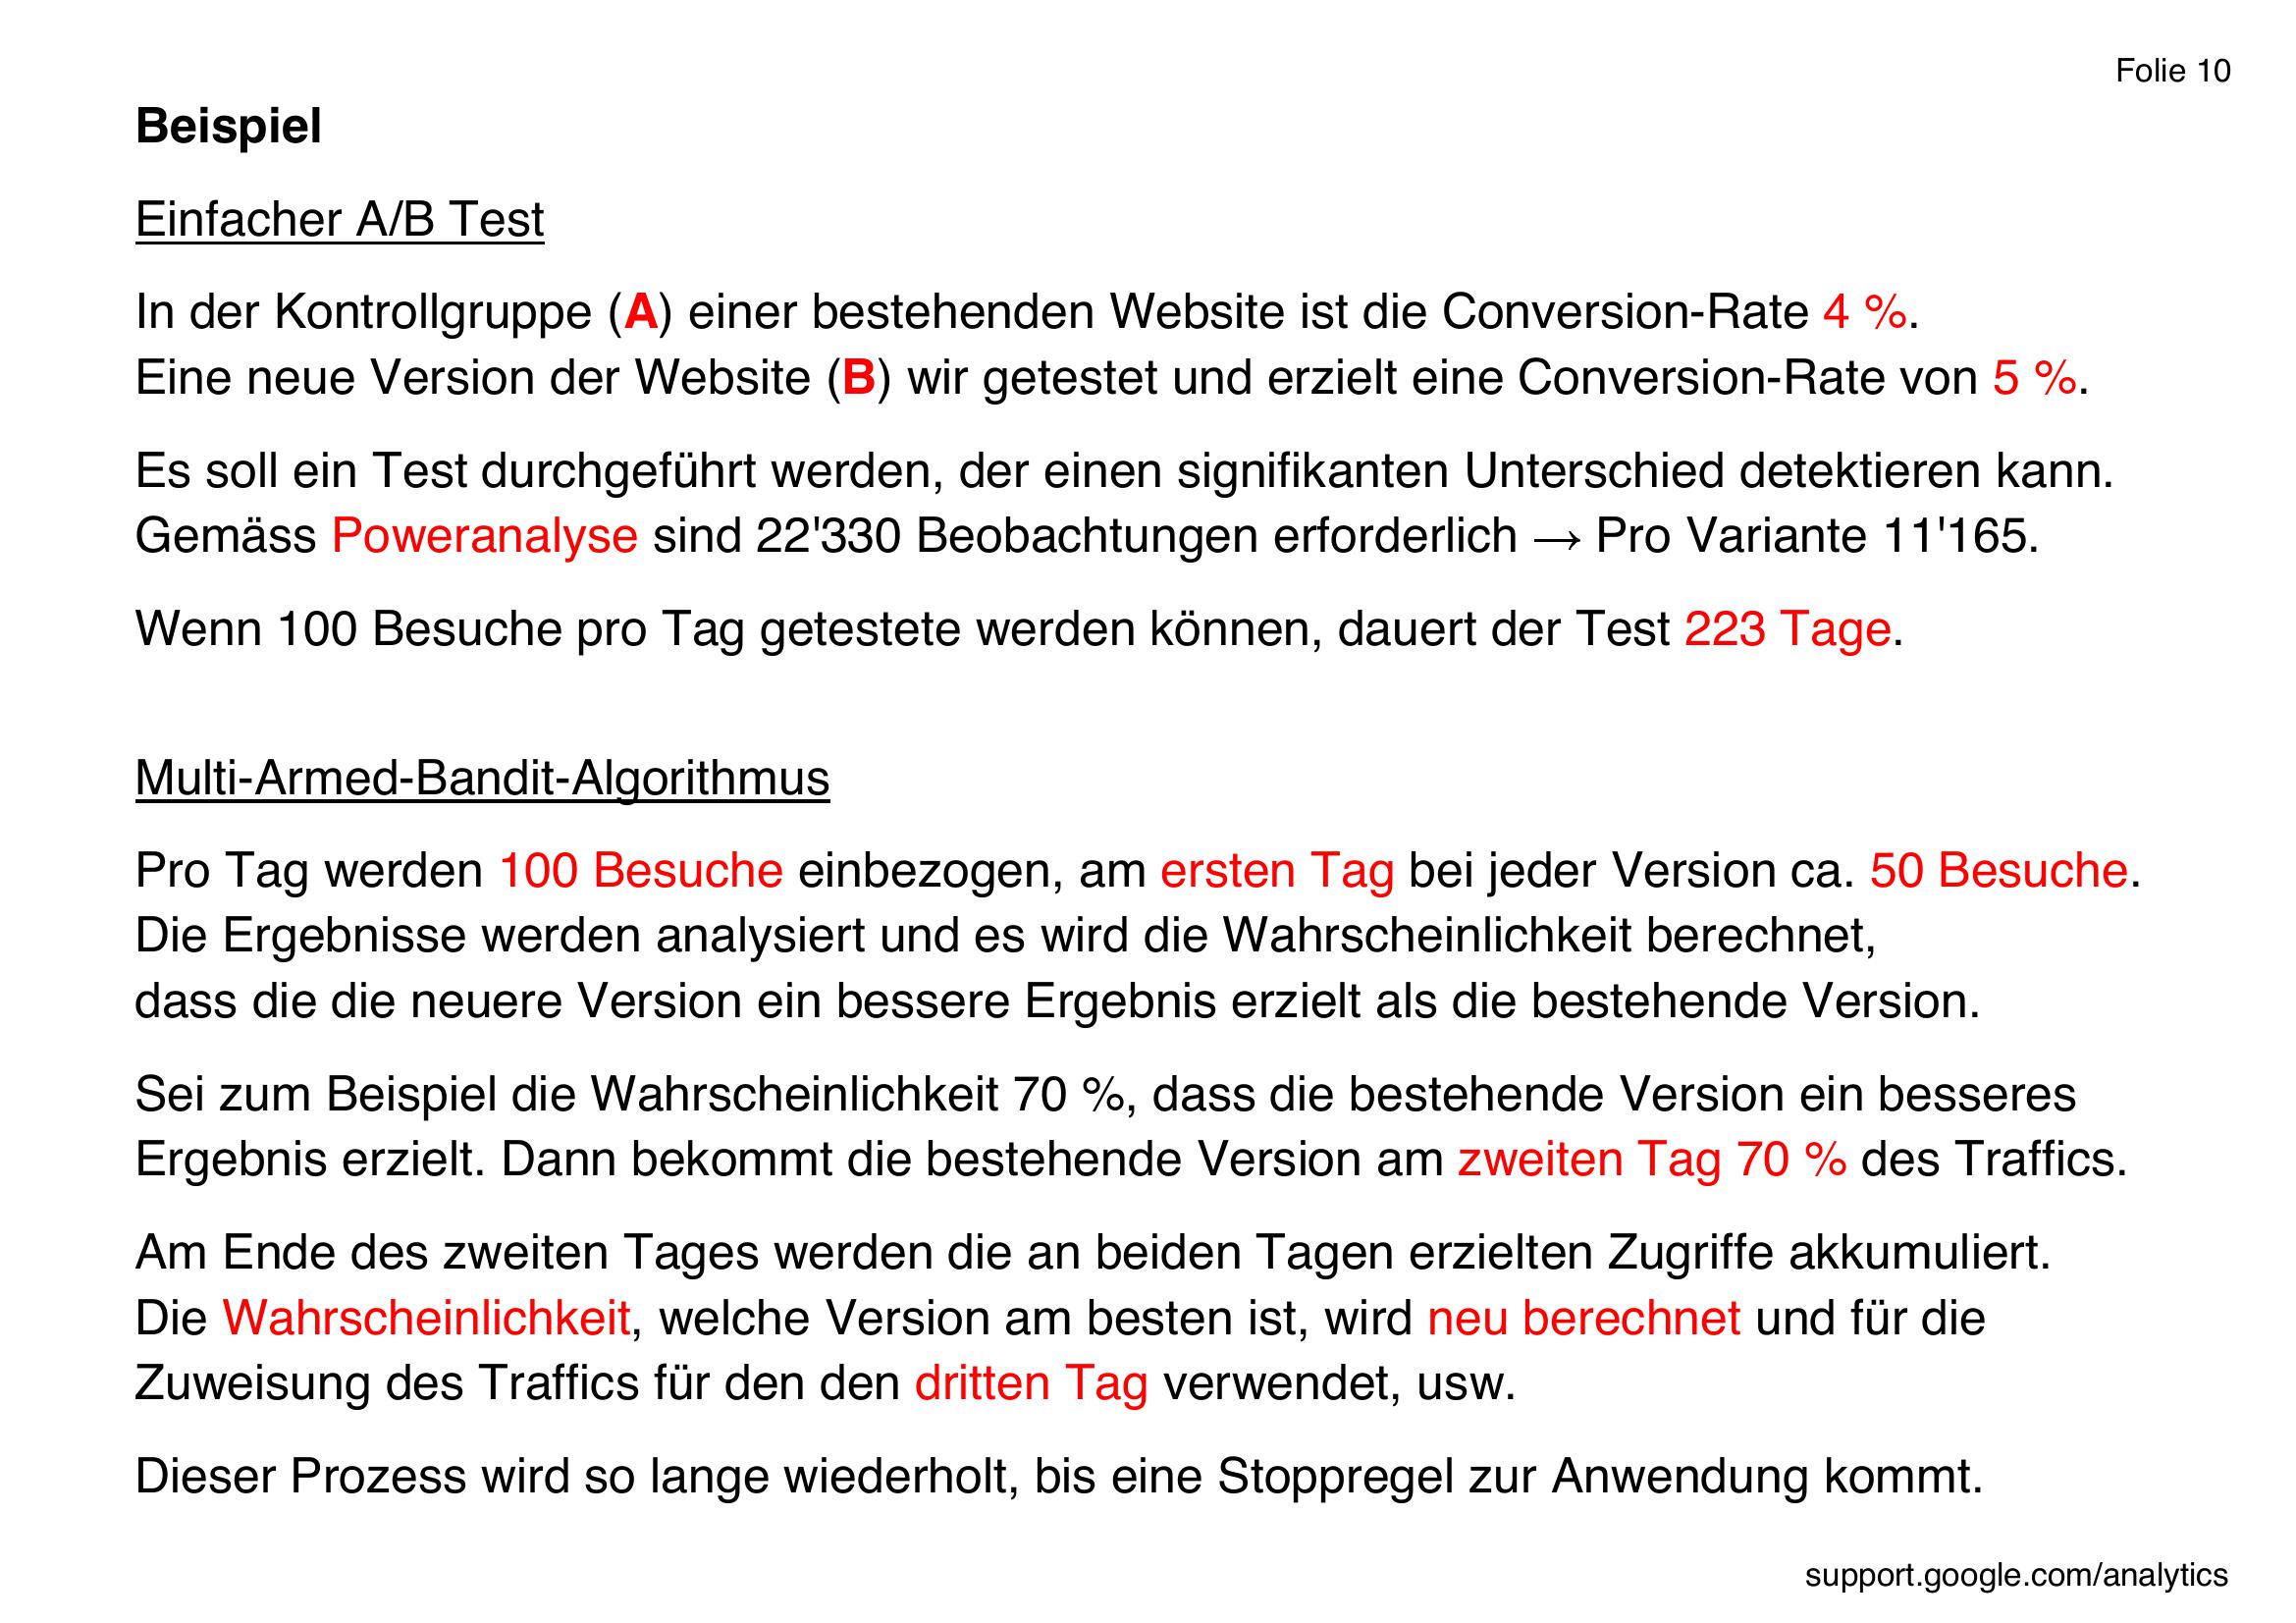 Folie 10
Beispiel
Einfacher A/B Test
In der Kontrollgruppe (A) einer bestehenden Website ist die Conversion-Rate 4 %.
Eine neue Version der Website (B) wir getestet und erzielt eine Conversion-Rate von 5 %.
Es soll ein Test durchgeführt werden, der einen signifikanten Unterschied detektieren kann.
Gemäss Poweranalyse sind 22'330 Beobachtungen erforderlich → Pro Variante 11'165.
Wenn 100 Besuche pro Tag getestete werden können, dauert der Test 223 Tage.
Multi-Armed-Bandit-Algorithmus
Pro Tag werden 100 Besuche einbezogen, am ersten Tag bei jeder Version ca. 50 Besuche.
Die Ergebnisse werden analysiert und es wird die Wahrscheinlichkeit berechnet,
dass die die neuere Version ein bessere Ergebnis erzielt als die bestehende Version.
Sei zum Beispiel die Wahrscheinlichkeit 70 %, dass die bestehende Version ein besseres
Ergebnis erzielt. Dann bekommt die bestehende Version am zweiten Tag 70 % des Traffics.
Am Ende des zweiten Tages werden die an beiden Tagen erzielten Zugriffe akkumuliert.
Die Wahrscheinlichkeit, welche Version am besten ist, wird neu berechnet und für die
Zuweisung des Traffics für den den dritten Tag verwendet, usw.
Dieser Prozess wird so lange wiederholt, bis eine Stoppregel zur Anwendung kommt.
support.google.com/analytics